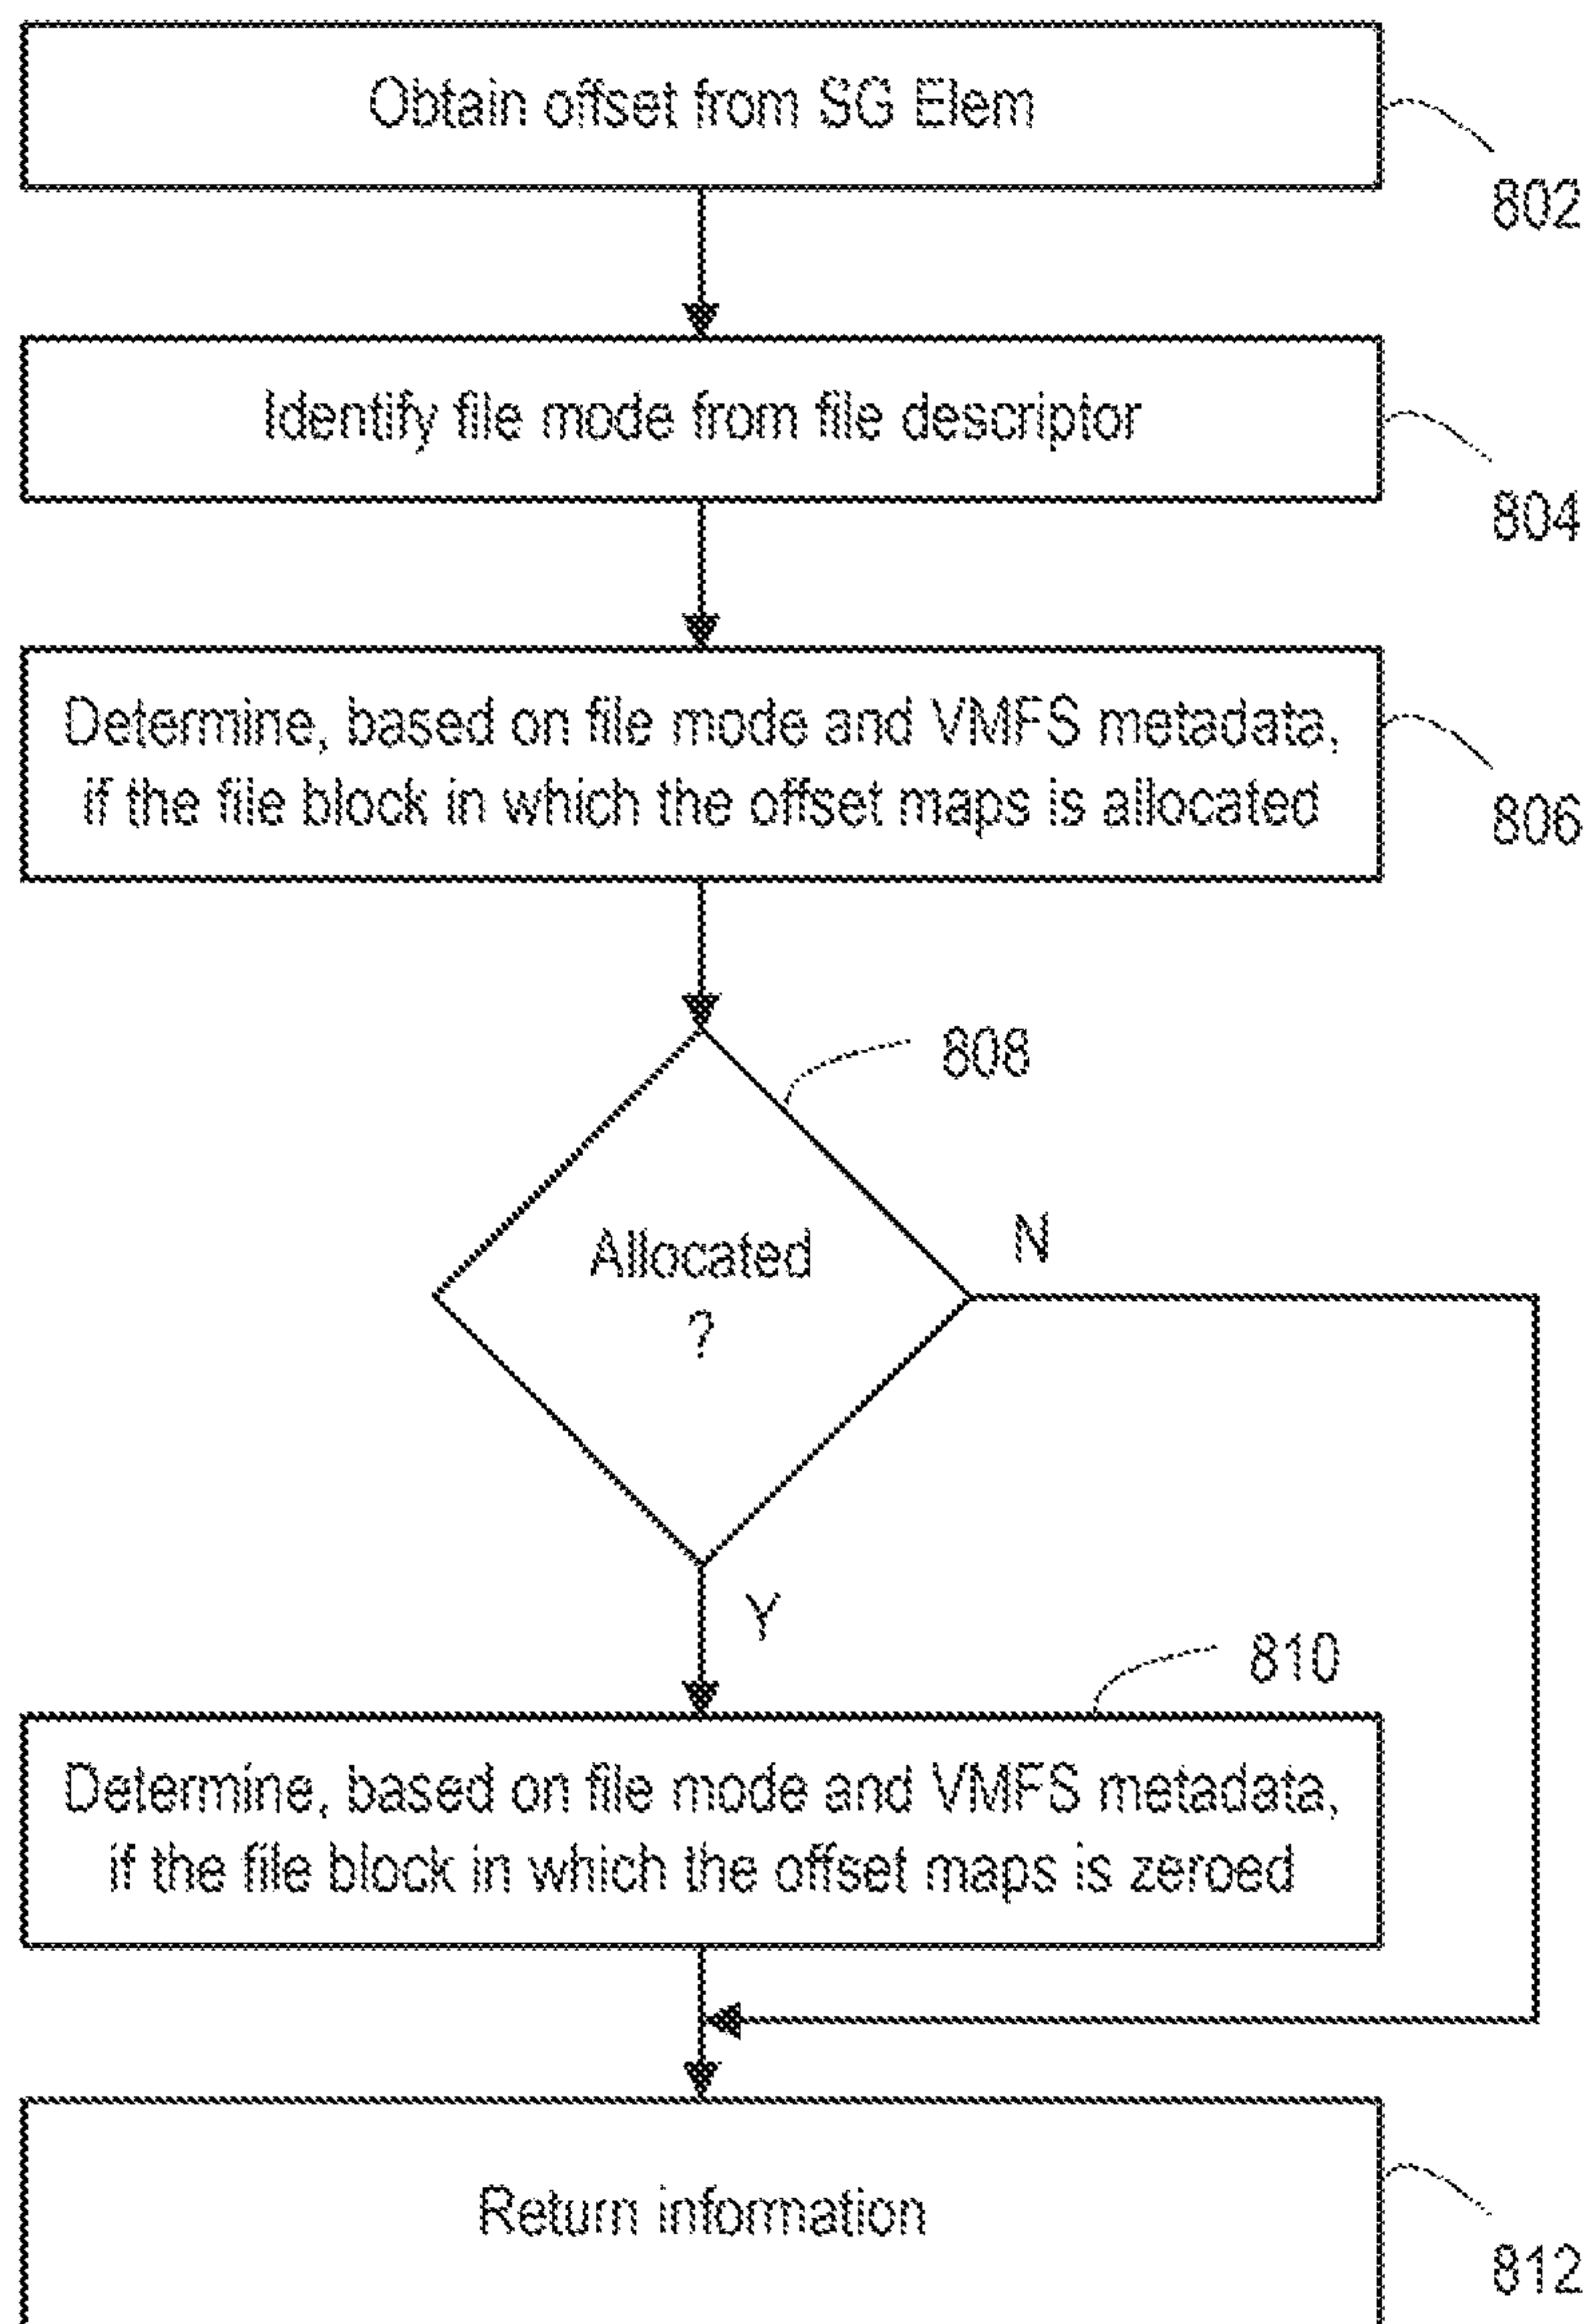 Obtain offset from SG Elem
802
Identify file mode from file descriptor
804
Determine, based on file mode and VMFS metadata,
if the file block in which the offset maps is allocated
806
808
Allocated
?
N
Y
810
Determine, based on file mode and VMFS metadata,
if the file block in which the offset maps is zeroed
Return information
812